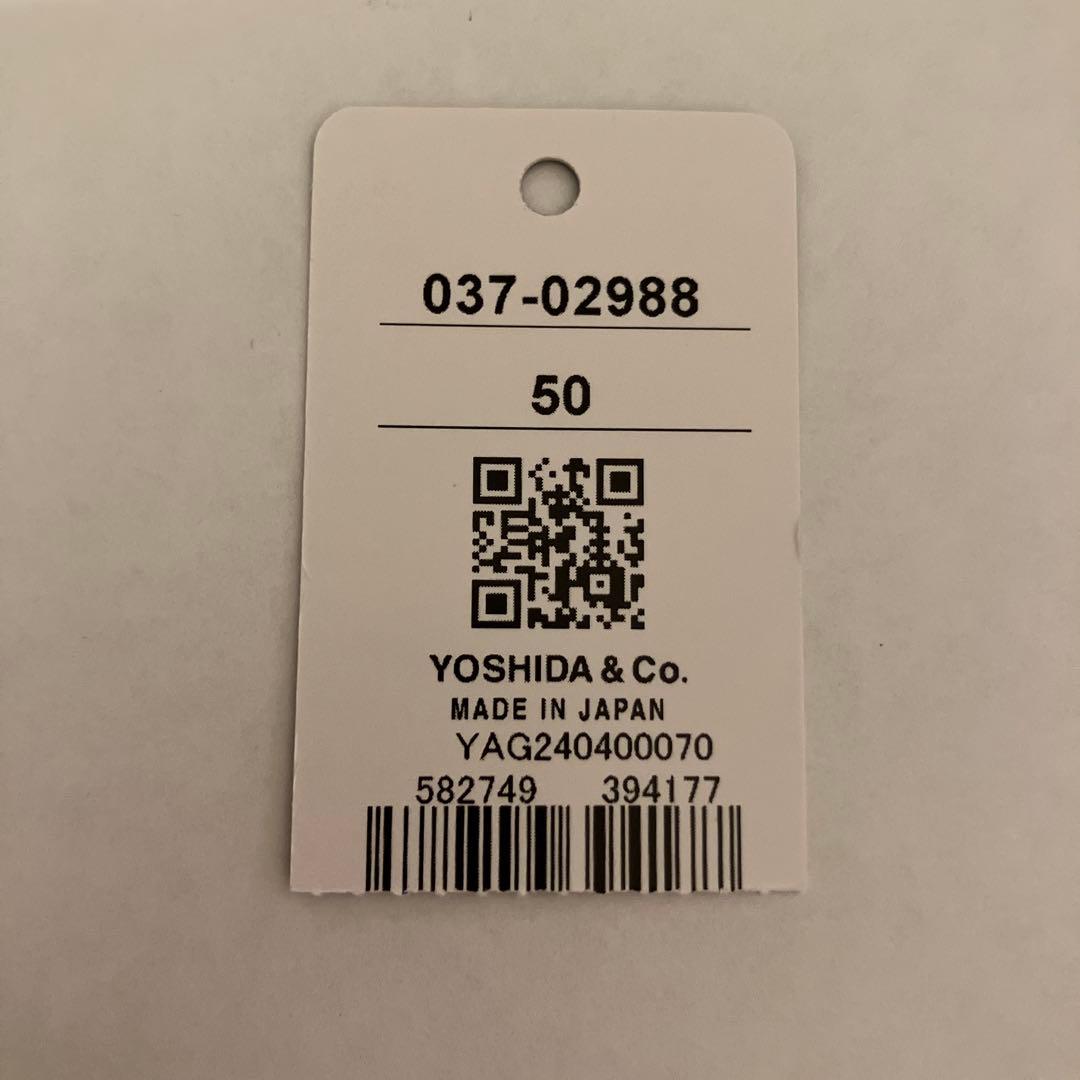 037-02988
50
YOSHIDA & Co.
MADE IN JAPAN
YAG240400070
582749 394177